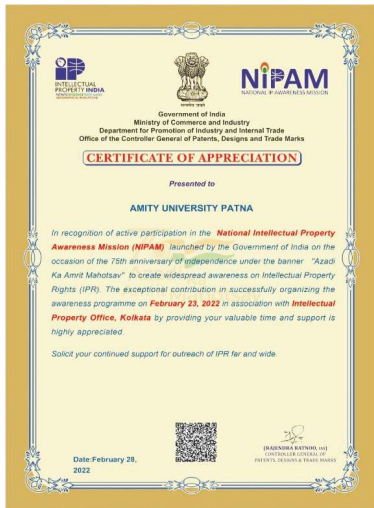 INTELLECTUAL
PROPERTY INDIA
सत्यमेव जयते
NiPAM
NATIONAL IP AWARENESS MISSION
Government of India
Ministry of Commerce and Industry
Department for Promotion of Industry and Internal Trade
Office of the Controller General of Patents, Designs and Trade Marks
CERTIFICATE OF APPRECIATION
Presented to
AMITY UNIVERSITY PATNA
In recognition of active participation in the National Intellectual Property
Awareness Mission (NIPAM) launched by the Government of India on the
occasion of the 75th anniversary of independence under the banner "Azadi
Ka Amrit Mahotsav" to create widespread awareness on Intellectual Property
Rights (IPR). The exceptional contribution in successfully organizing the
awareness programme on February 23, 2022 in association with Intellectual
Property Office, Kolkata by providing your valuable time and support is
highly appreciated.
Solicit your continued support for outreach of IPR far and wide.
(RAJENDRA RATNOO, IAS)
CONTROLLER GENERAL OF
PATENTS, DESIGNS & TRADE MARKS
Date:February 28,
2022